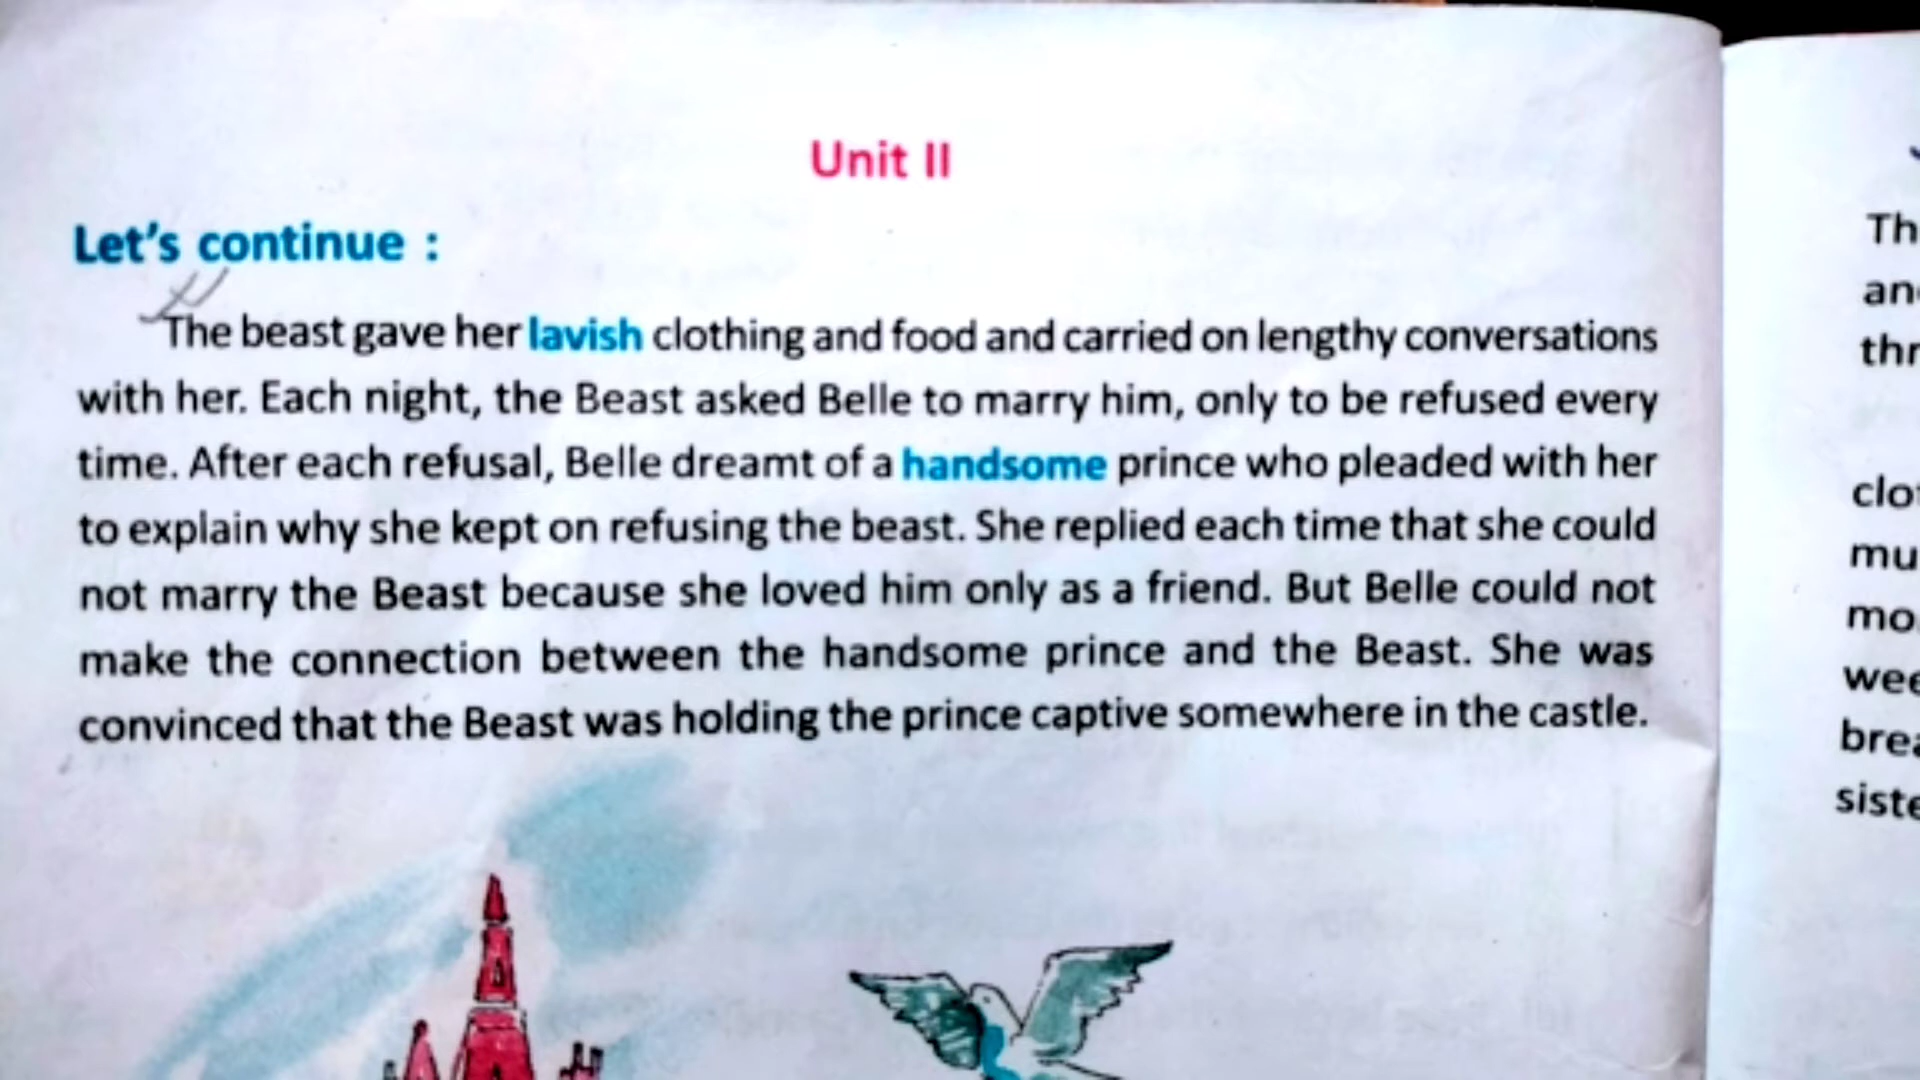 Unit II
Let's continue :
The beast gave her lavish clothing and food and carried on lengthy conversations
with her. Each night, the Beast asked Belle to marry him, only to be refused every
time. After each refusal, Belle dreamt of a handsome prince who pleaded with her
to explain why she kept on refusing the beast. She replied each time that she could
not marry the Beast because she loved him only as a friend. But Belle could not
make the connection between the handsome prince and the Beast. She was
convinced that the Beast was holding the prince captive somewhere in the castle.